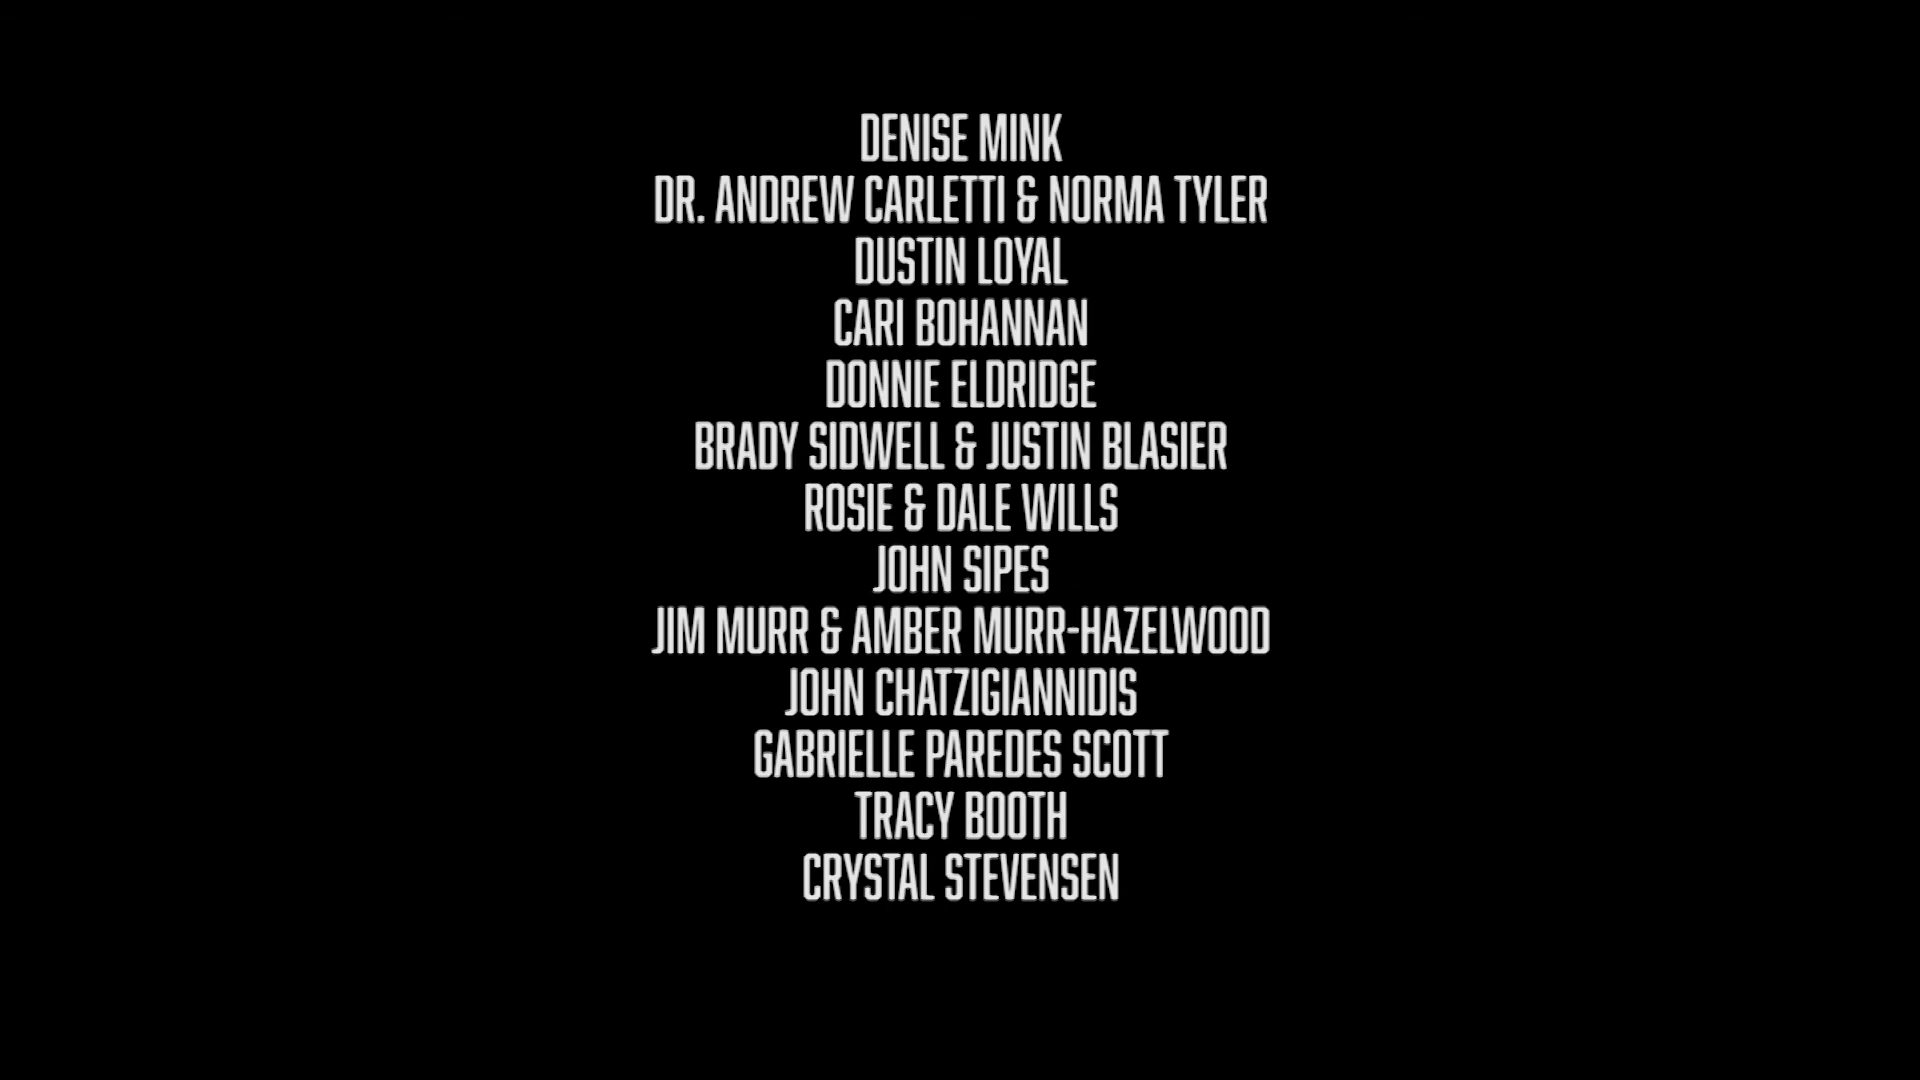 DENISE MINK
DR. ANDREW CARLETTI & NORMA TYLER
DUSTIN LOYAL
CARI BOHANNAN
DONNIE ELDRIDGE
BRADY SIDWELL & JUSTIN BLASIER
ROSIE & DALE WILLS
JOHN SIPES
JIM MURR & AMBER MURR-HAZELWOOD
JOHN CHATZIGIANNIDIS
GABRIELLE PAREDES SCOTT
TRACY BOOTH
CRYSTAL STEVENSEN